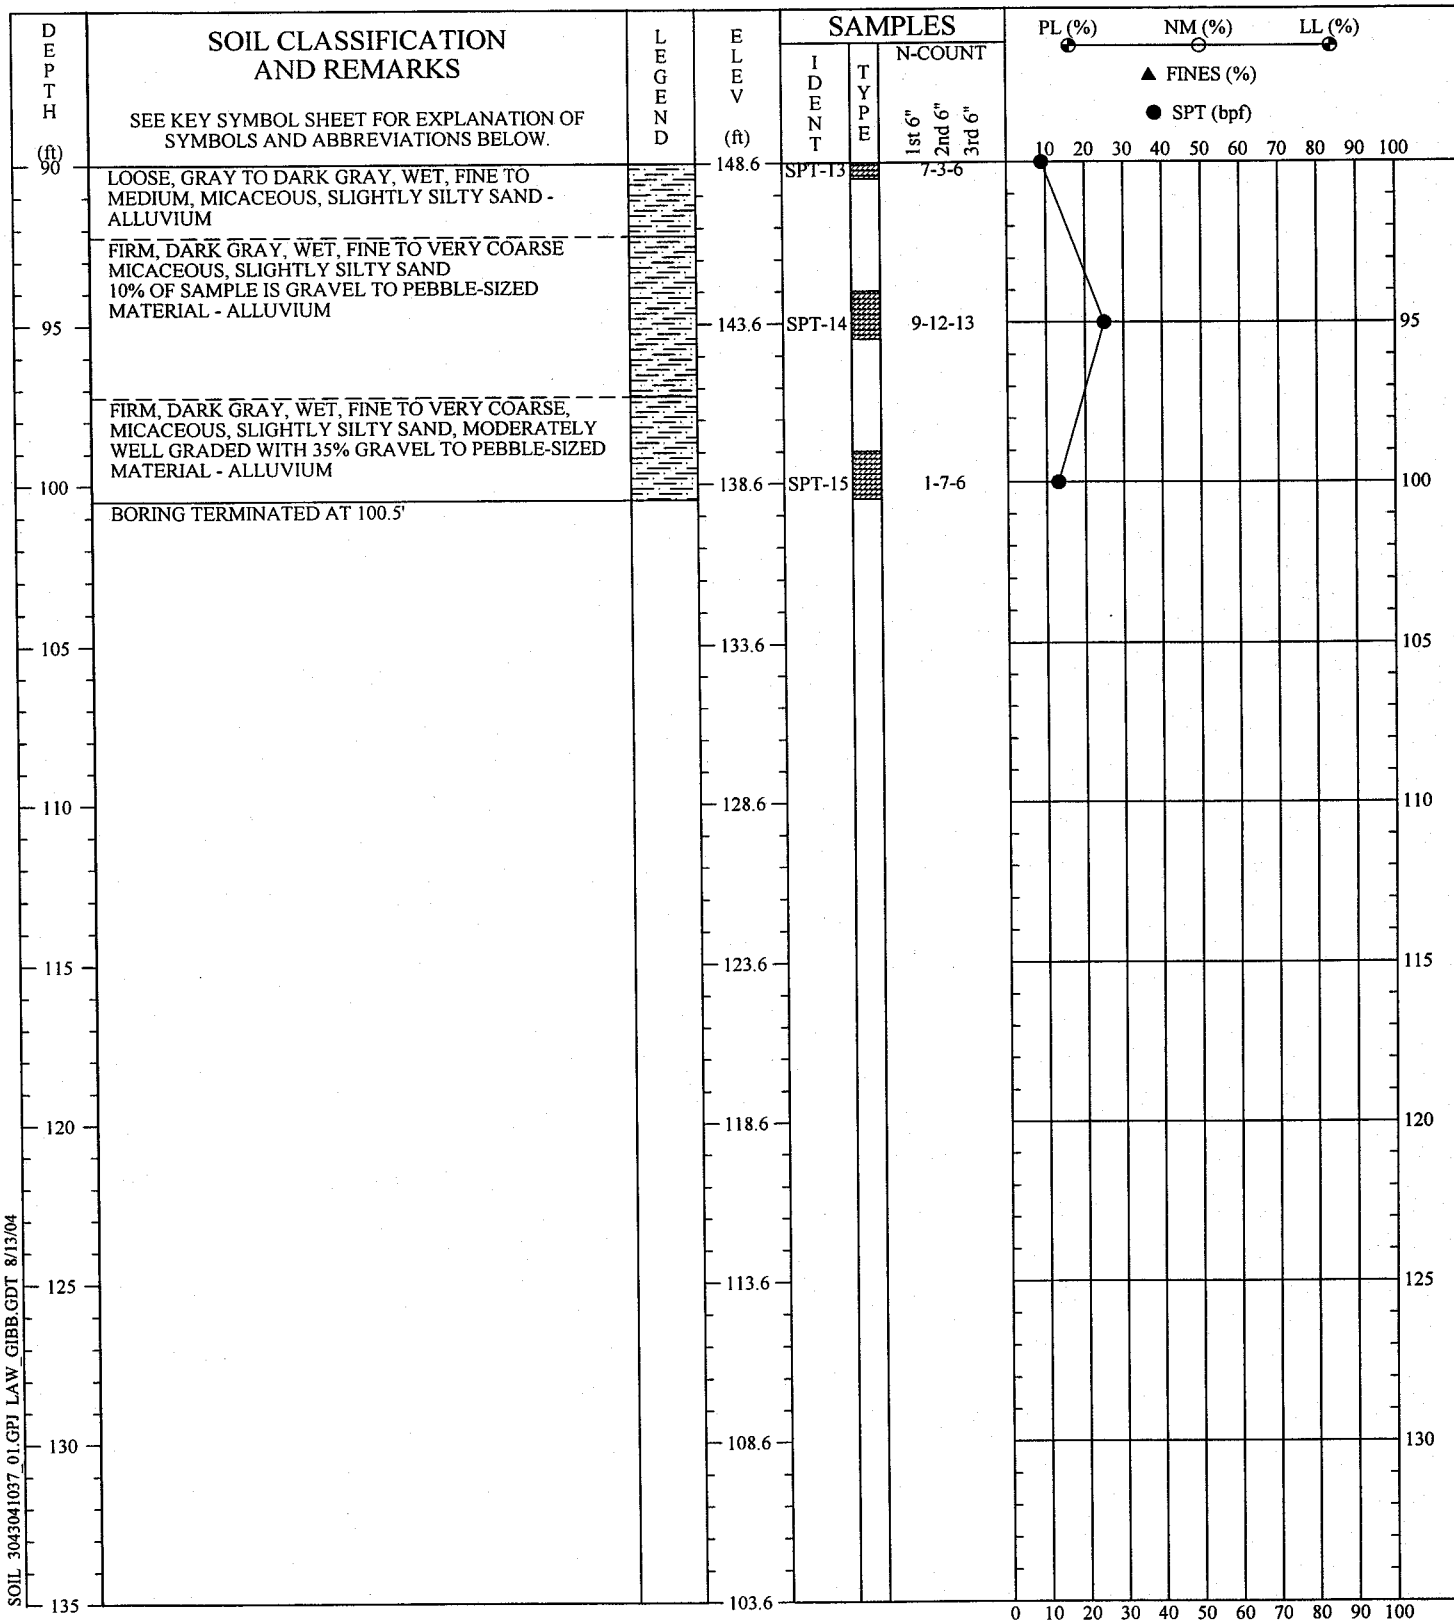 DEPTH
(ft)
SOIL CLASSIFICATION
AND REMARKS
SEE KEY SYMBOL SHEET FOR EXPLANATION OF
SYMBOLS AND ABBREVIATIONS BELOW.
LEGEND
ELEV
(ft)
SAMPLES
IDENT
TYPE
N-COUNT
1st 6"
2nd 6"
3rd 6"
PL (%) NM (%) LL (%)
▲ FINES (%)
● SPT (bpf)
10 20 30 40 50 60 70 80 90 100
90
LOOSE, GRAY TO DARK GRAY, WET, FINE TO
MEDIUM, MICACEOUS, SLIGHTLY SILTY SAND -
ALLUVIUM
148.6
SPT-13
7-3-6
FIRM, DARK GRAY, WET, FINE TO VERY COARSE
MICACEOUS, SLIGHTLY SILTY SAND
10% OF SAMPLE IS GRAVEL TO PEBBLE-SIZED
MATERIAL - ALLUVIUM
95
143.6
SPT-14
9-12-13
95
FIRM, DARK GRAY, WET, FINE TO VERY COARSE,
MICACEOUS, SLIGHTLY SILTY SAND, MODERATELY
WELL GRADED WITH 35% GRAVEL TO PEBBLE-SIZED
MATERIAL - ALLUVIUM
100
138.6
SPT-15
1-7-6
100
BORING TERMINATED AT 100.5'
105
133.6
105
110
128.6
110
115
123.6
115
120
118.6
120
125
113.6
125
130
108.6
130
135
103.6
0 10 20 30 40 50 60 70 80 90 100
SOIL 3043041037_01.GPJ LAW_GIBB.GDT 8/13/04